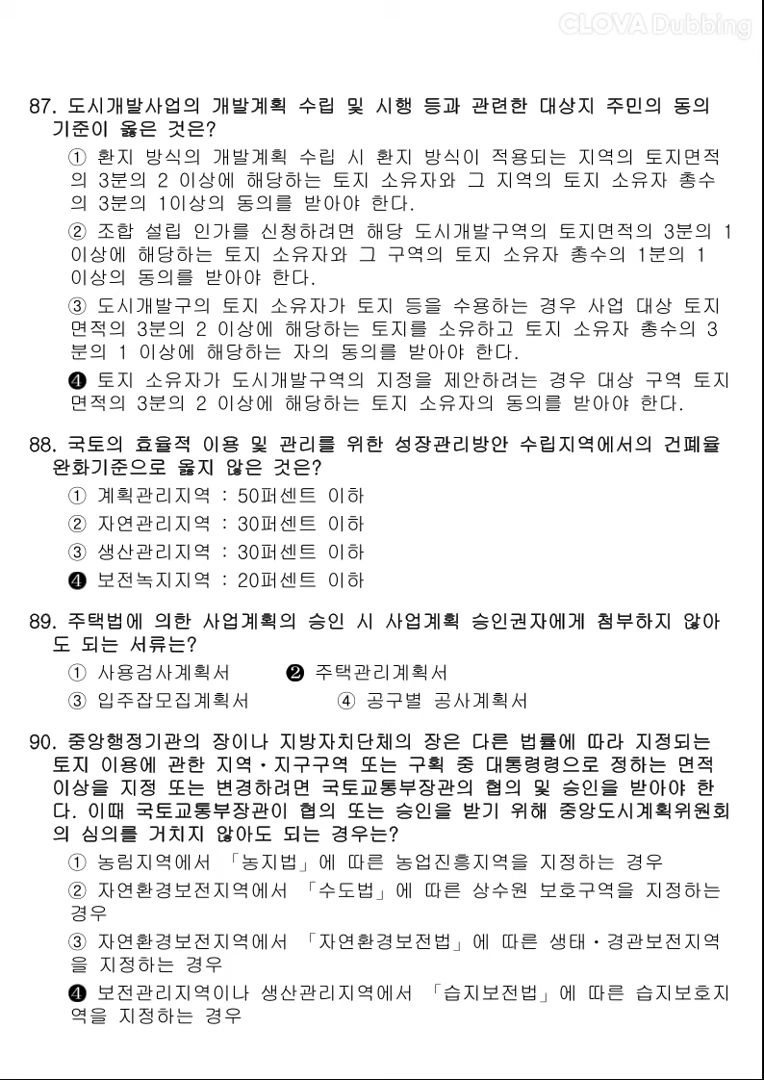 CLOVA Dubbing
87. 도시개발사업의 개발계획 수립 및 시행 등과 관련한 대상지 주민의 동의
기준이 옳은 것은?
① 환지 방식의 개발계획 수립 시 환지 방식이 적용되는 지역의 토지면적
의 3분의 2 이상에 해당하는 토지 소유자와 그 지역의 토지 소유자 총수
의 3분의 1이상의 동의를 받아야 한다.
② 조합 설립 인가를 신청하려면 해당 도시개발구역의 토지면적의 3분의 1
이상에 해당하는 토지 소유자와 그 구역의 토지 소유자 총수의 1분의 1
이상의 동의를 받아야 한다.
③ 도시개발구의 토지 소유자가 토지 등을 수용하는 경우 사업 대상 토지
면적의 3분의 2 이상에 해당하는 토지를 소유하고 토지 소유자 총수의 3
분의 1 이상에 해당하는 자의 동의를 받아야 한다.
❹ 토지 소유자가 도시개발구역의 지정을 제안하려는 경우 대상 구역 토지
면적의 3분의 2 이상에 해당하는 토지 소유자의 동의를 받아야 한다.
88. 국토의 효율적 이용 및 관리를 위한 성장관리방안 수립지역에서의 건폐율
완화기준으로 옳지 않은 것은?
① 계획관리지역 : 50퍼센트 이하
② 자연관리지역 : 30퍼센트 이하
③ 생산관리지역 : 30퍼센트 이하
❹ 보전녹지지역 : 20퍼센트 이하
89. 주택법에 의한 사업계획의 승인 시 사업계획 승인권자에게 첨부하지 않아
도 되는 서류는?
① 사용검사계획서 ❷ 주택관리계획서
③ 입주잡모집계획서 ④ 공구별 공사계획서
90. 중앙행정기관의 장이나 지방자치단체의 장은 다른 법률에 따라 지정되는
토지 이용에 관한 지역·지구구역 또는 구획 중 대통령령으로 정하는 면적
이상을 지정 또는 변경하려면 국토교통부장관의 협의 및 승인을 받아야 한
다. 이때 국토교통부장관이 협의 또는 승인을 받기 위해 중앙도시계획위원회
의 심의를 거치지 않아도 되는 경우는?
① 농림지역에서 「농지법」에 따른 농업진흥지역을 지정하는 경우
② 자연환경보전지역에서 「수도법」에 따른 상수원 보호구역을 지정하는
경우
③ 자연환경보전지역에서 「자연환경보전법」에 따른 생태·경관보전지역
을 지정하는 경우
❹ 보전관리지역이나 생산관리지역에서 「습지보전법」에 따른 습지보호지
역을 지정하는 경우